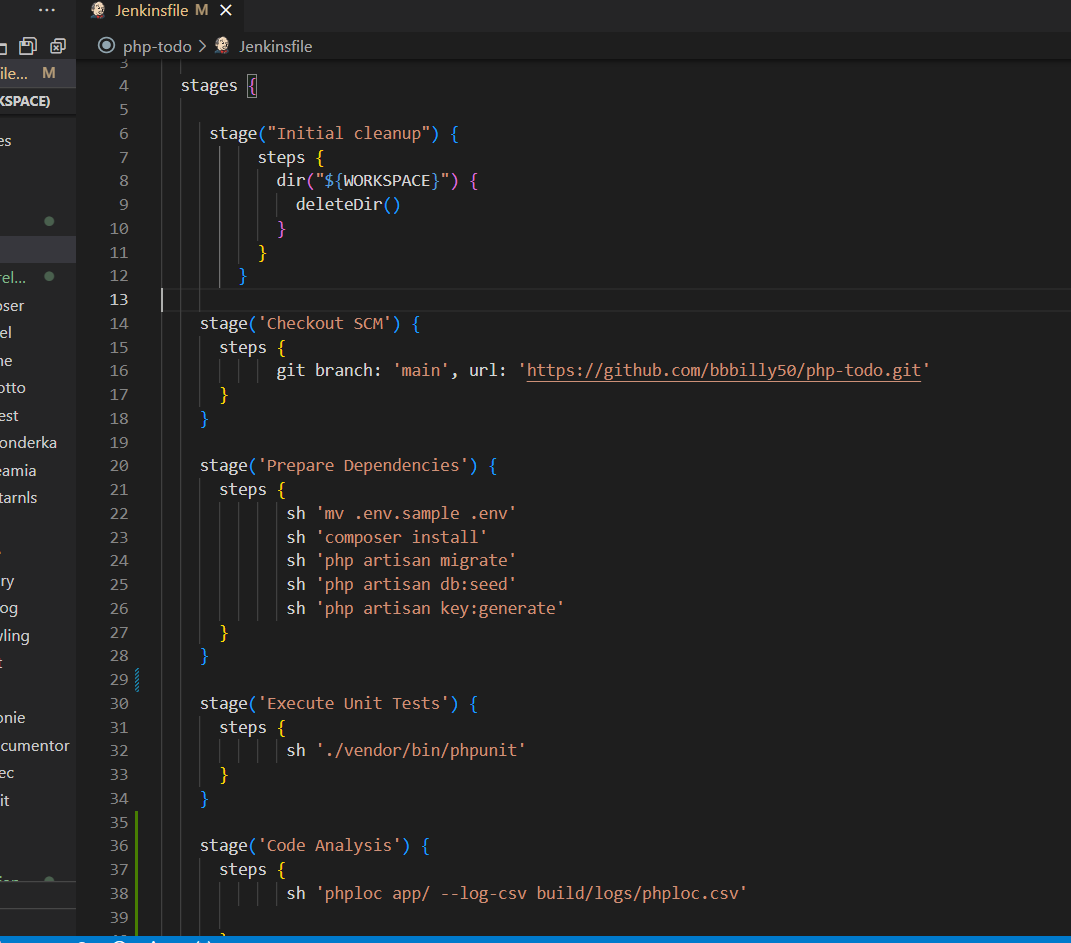 Jenkinsfile M
php-todo > Jenkinsfile
ile... M
KSPACE)
es
rel...
oser
el
ne
otto
est
onderka
eamia
tarnls
ry
og
wling
t
onie
cumentor
ec
it
3
4 stages {
5
6 stage("Initial cleanup") {
7 steps {
8 dir("${WORKSPACE}") {
9 deleteDir()
10 }
11 }
12 }
13
14 stage('Checkout SCM') {
15 steps {
16 git branch: 'main', url: 'https://github.com/bbbilly50/php-todo.git'
17 }
18 }
19
20 stage('Prepare Dependencies') {
21 steps {
22 sh 'mv .env.sample .env'
23 sh 'composer install'
24 sh 'php artisan migrate'
25 sh 'php artisan db:seed'
26 sh 'php artisan key:generate'
27 }
28 }
29
30 stage('Execute Unit Tests') {
31 steps {
32 sh './vendor/bin/phpunit'
33 }
34 }
35
36 stage('Code Analysis') {
37 steps {
38 sh 'phploc app/ --log-csv build/logs/phploc.csv'
39